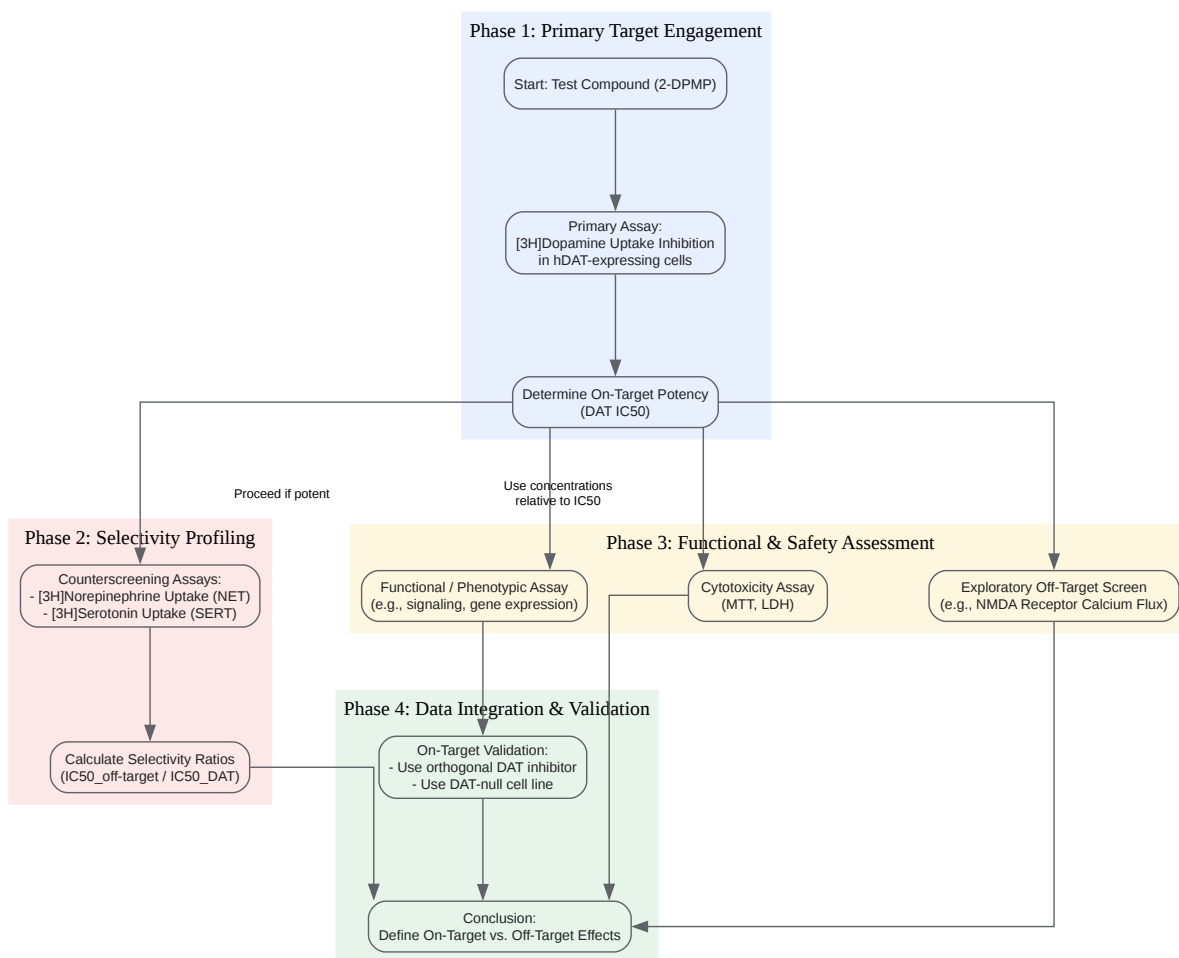 Phase 1: Primary Target Engagement
Start: Test Compound (2-DPMP)
Primary Assay:
[3H]Dopamine Uptake Inhibition
in hDAT-expressing cells
Determine On-Target Potency
(DAT IC50)
Proceed if potent
Use concentrations
relative to IC50
Phase 2: Selectivity Profiling
Counterscreening Assays:
- [3H]Norepinephrine Uptake (NET)
- [3H]Serotonin Uptake (SERT)
Calculate Selectivity Ratios
(IC50_off-target / IC50_DAT)
Phase 3: Functional & Safety Assessment
Functional / Phenotypic Assay
(e.g., signaling, gene expression)
Cytotoxicity Assay
(MTT, LDH)
Exploratory Off-Target Screen
(e.g., NMDA Receptor Calcium Flux)
Phase 4: Data Integration & Validation
On-Target Validation:
- Use orthogonal DAT inhibitor
- Use DAT-null cell line
Conclusion:
Define On-Target vs. Off-Target Effects